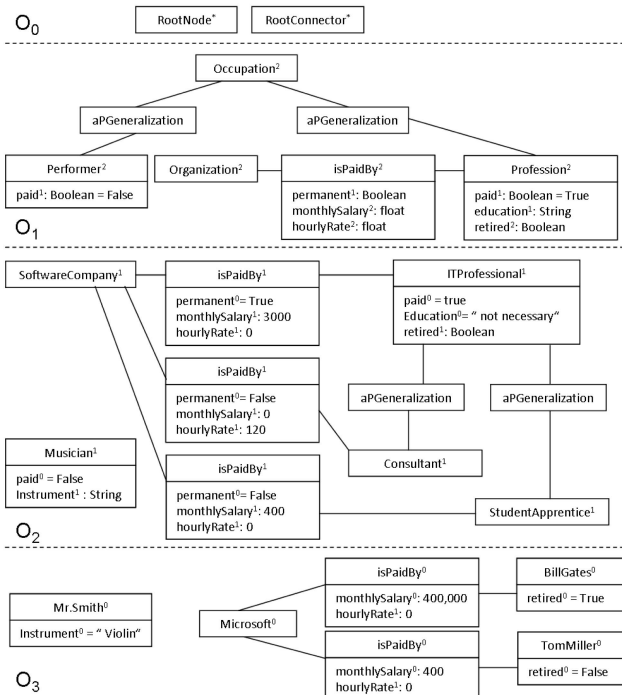 O0
RootNode*
RootConnector*
Occupation2
aPGeneralization
aPGeneralization
Performer2
paid1: Boolean = False
Organization2
isPaidBy2
permanent1: Boolean
monthlySalary2: float
hourlyRate2: float
Profession2
paid1: Boolean = True
education1: String
retired2: Boolean
O1
SoftwareCompany1
isPaidBy1
permanent0= True
monthlySalary1: 3000
hourlyRate1: 0
ITProfessional1
paid0 = true
Education0= " not necessary"
retired1: Boolean
isPaidBy1
permanent0= False
monthlySalary1: 0
hourlyRate1: 120
aPGeneralization
aPGeneralization
Musician1
paid0 = False
Instrument1 : String
Consultant1
isPaidBy1
permanent0= False
monthlySalary1: 400
hourlyRate1: 0
StudentApprentice1
O2
Mr.Smith0
Instrument0 = " Violin"
Microsoft0
isPaidBy0
monthlySalary0: 400,000
hourlyRate1: 0
BillGates0
retired0 = True
isPaidBy0
monthlySalary0: 400
hourlyRate1: 0
TomMiller0
retired0 = False
O3